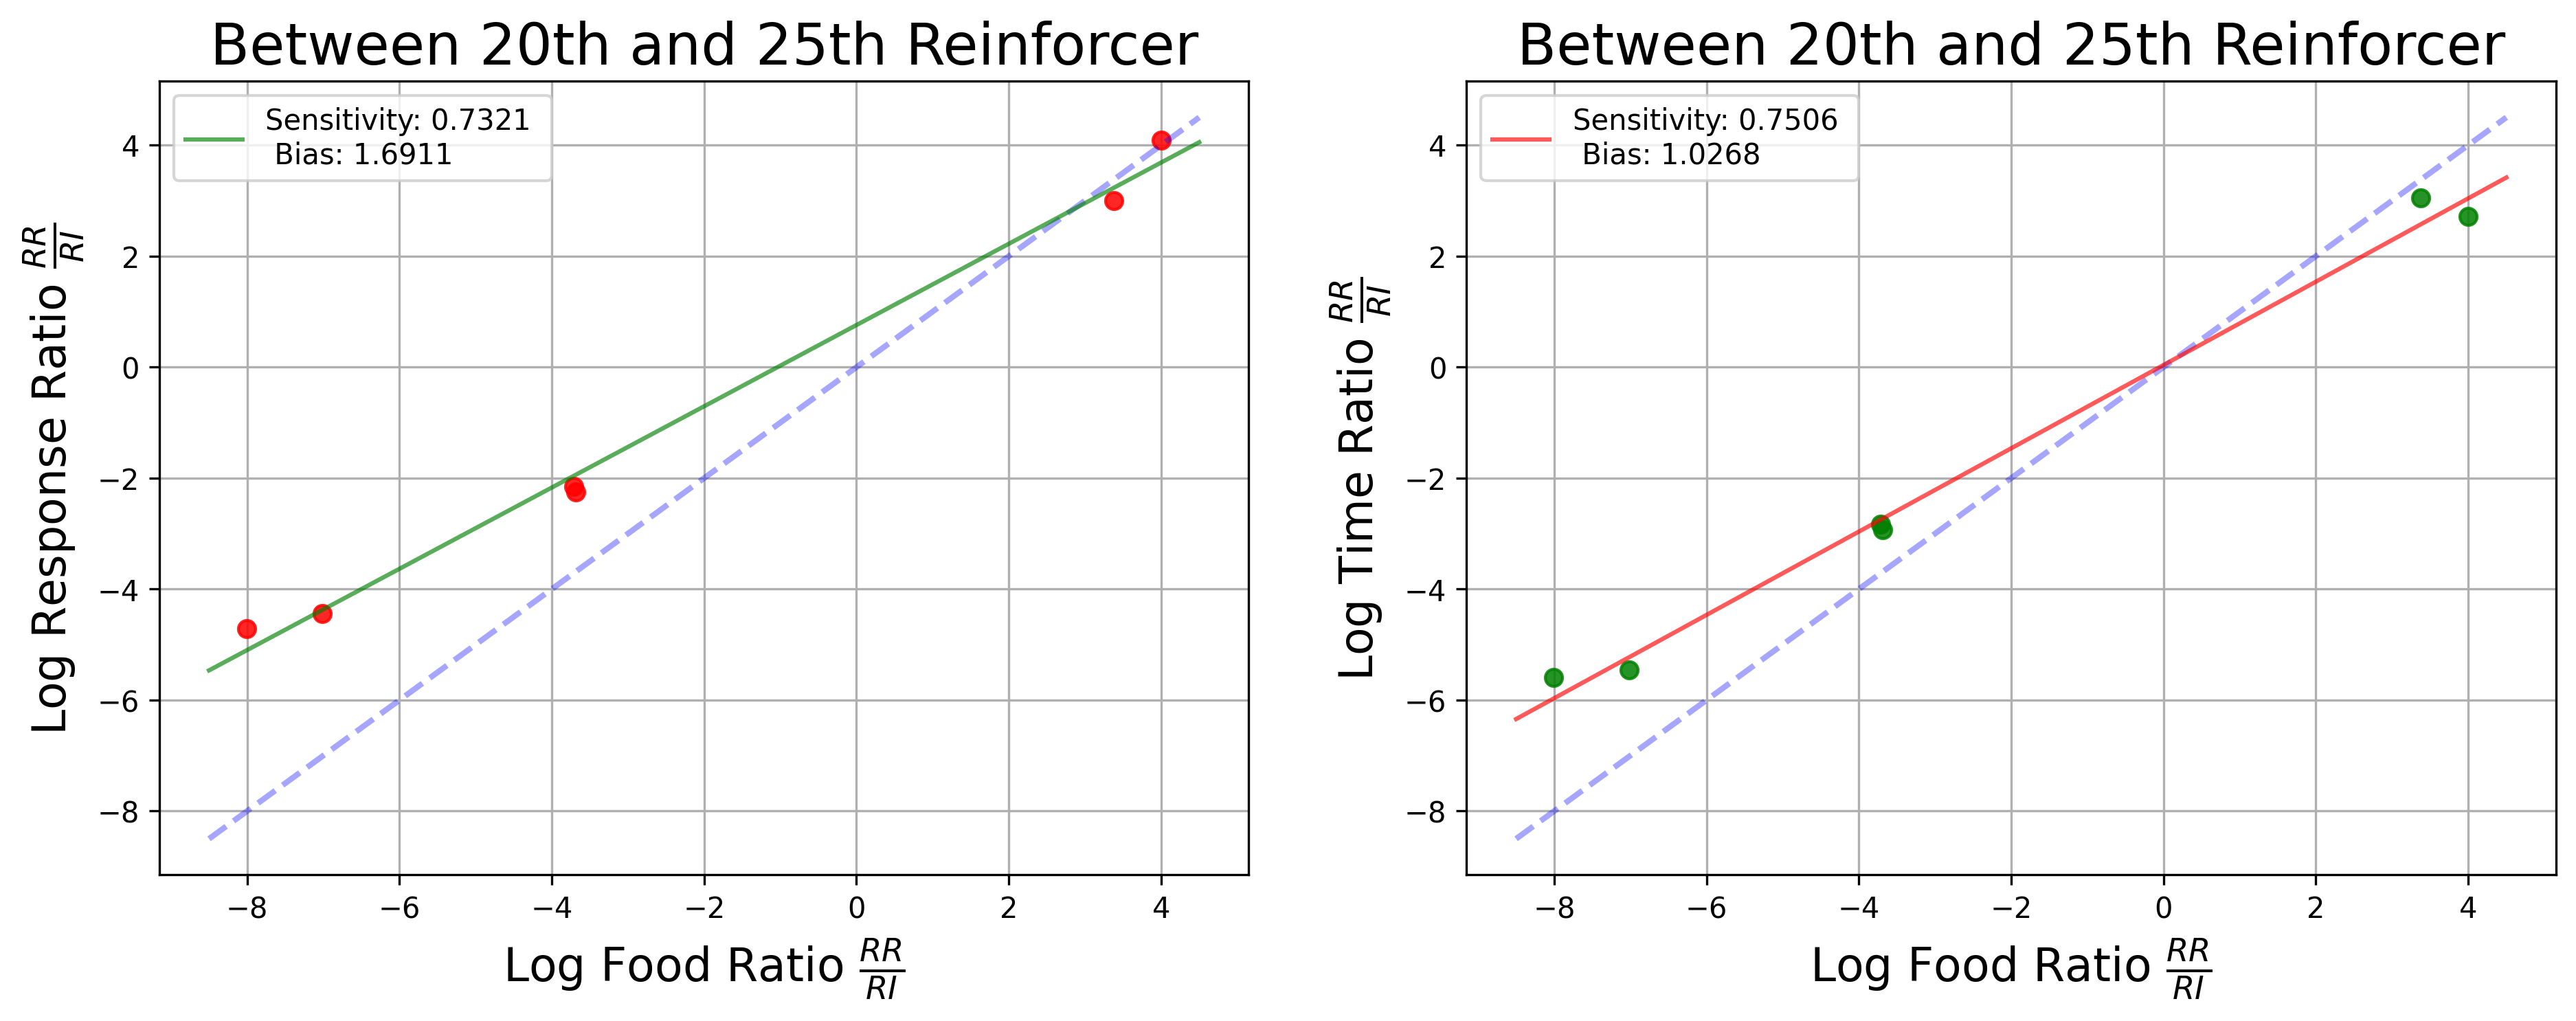 Between 20th and 25th Reinforcer
Sensitivity: 0.7321
Bias: 1.6911
4
2
0
−2
−4
−6
−8
Log Response Ratio RR/RI
−8 −6 −4 −2 0 2 4
Log Food Ratio RR/RI
Between 20th and 25th Reinforcer
Sensitivity: 0.7506
Bias: 1.0268
4
2
0
−2
−4
−6
−8
Log Time Ratio RR/RI
−8 −6 −4 −2 0 2 4
Log Food Ratio RR/RI